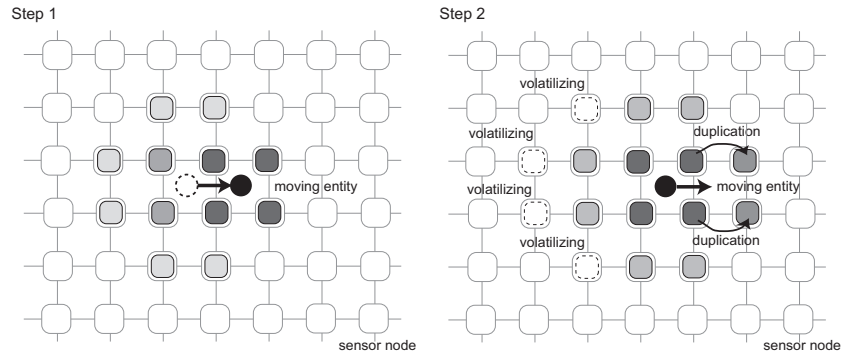 Step 1
moving entity
sensor node
Step 2
volatilizing
duplication
volatilizing
volatilizing
moving entity
volatilizing
duplication
sensor node